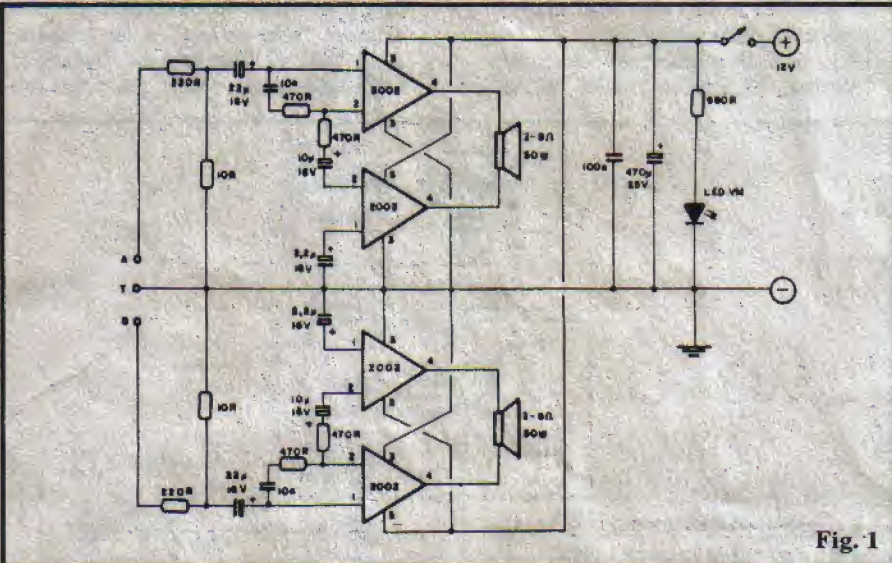 220R
22µ
16V
10n
470R
470R
10µ
16V
10R
2,2µ
16V
1
2
5
3
4
2002
2
1
5
3
4
2002
2-8Ω
50W
100n
470µ
25V
680R
LED VM
12V
+
−
A
T
B
10R
2,2µ
16V
10µ
16V
470R
470R
10n
22µ
16V
220R
1
2
3
5
4
2002
2
1
3
5
4
2002
2-8Ω
50W
Fig. 1